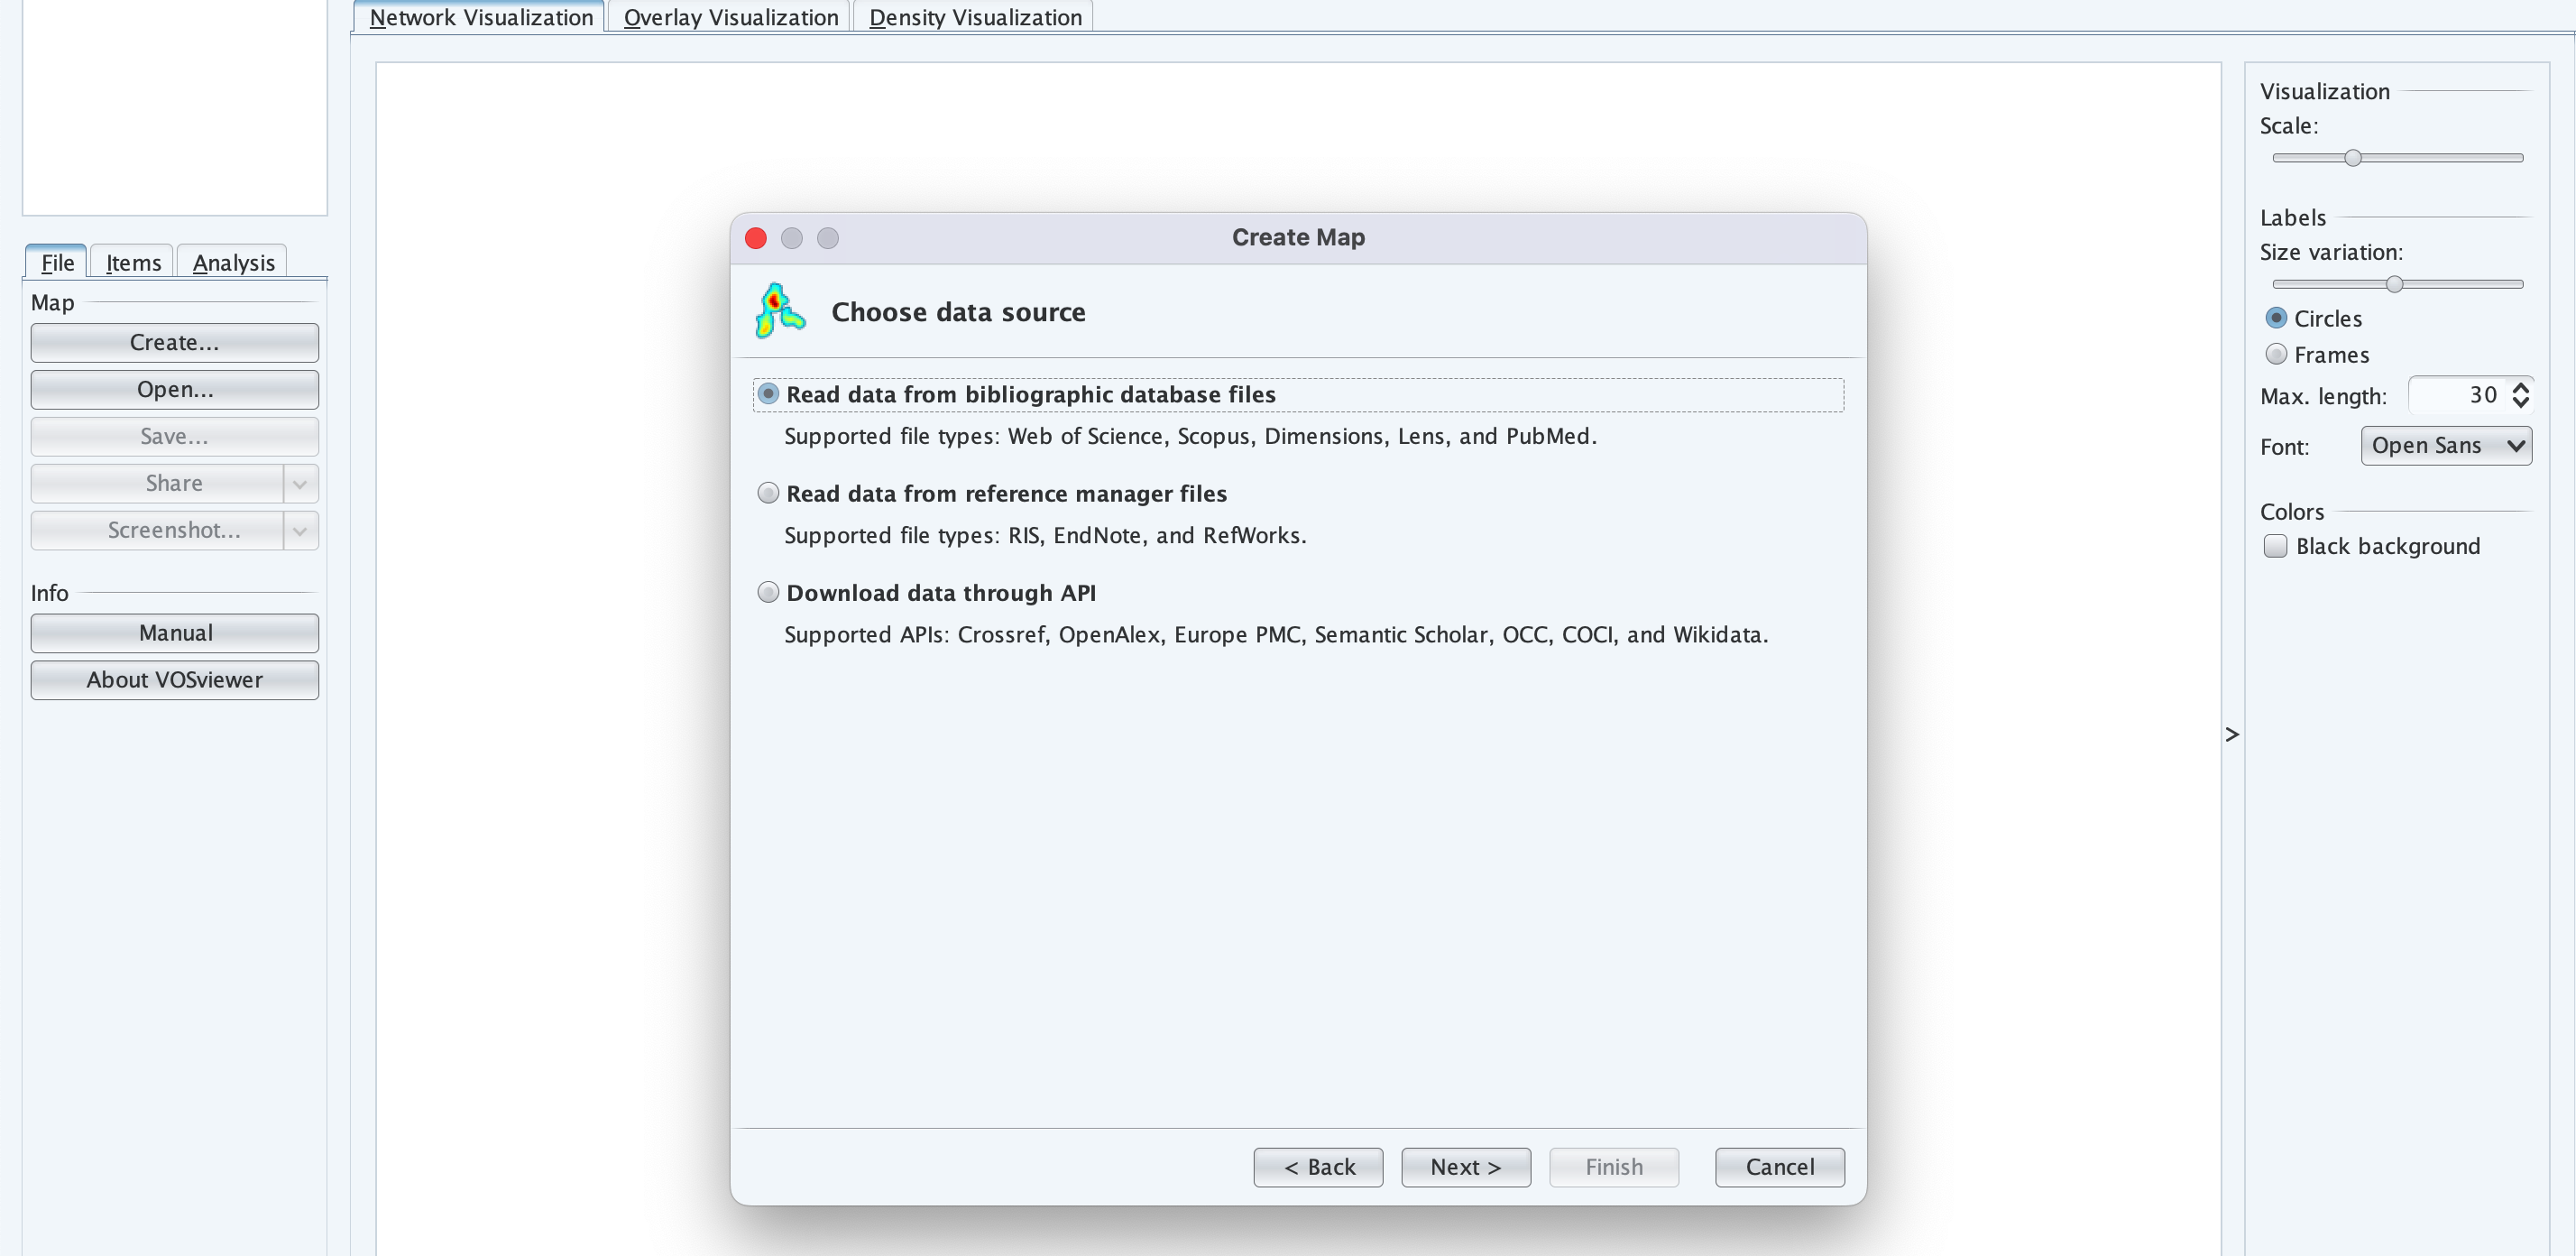 Network Visualization
Overlay Visualization
Density Visualization
File
Items
Analysis
Map
Create...
Open...
Save...
Share
Screenshot...
Info
Manual
About VOSviewer
Create Map
Choose data source
Read data from bibliographic database files
Supported file types: Web of Science, Scopus, Dimensions, Lens, and PubMed.
Read data from reference manager files
Supported file types: RIS, EndNote, and RefWorks.
Download data through API
Supported APIs: Crossref, OpenAlex, Europe PMC, Semantic Scholar, OCC, COCI, and Wikidata.
< Back
Next >
Finish
Cancel
>
Visualization
Scale:
Labels
Size variation:
Circles
Frames
Max. length: 30
Font: Open Sans
Colors
Black background